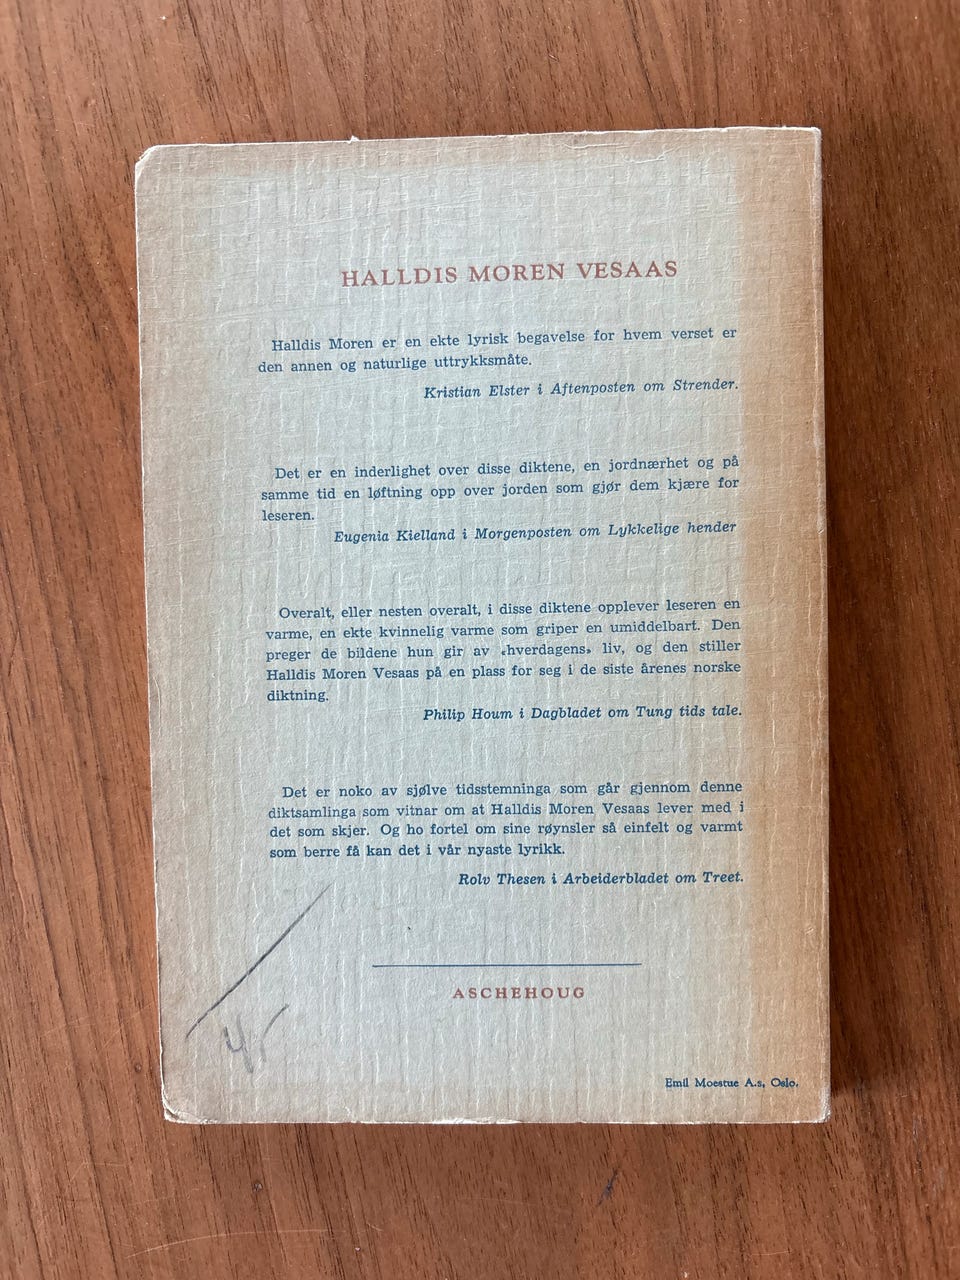 HALLDIS MOREN VESAAS
Halldis Moren er en ekte lyrisk begavelse for hvem verset er
den annen og naturlige uttrykksmåte.
Kristian Elster i Aftenposten om Strender.
Det er en inderlighet over disse diktene, en jordnærhet og på
samme tid en løftning opp over jorden som gjør dem kjære for
leseren.
Eugenia Kielland i Morgenposten om Lykkelige hender
Overalt, eller nesten overalt, i disse diktene opplever leseren en
varme, en ekte kvinnelig varme som griper en umiddelbart. Den
preger de bildene hun gir av «hverdagens» liv, og den stiller
Halldis Moren Vesaas på en plass for seg i de siste årenes norske
diktning.
Philip Houm i Dagbladet om Tung tids tale.
Det er noko av sjølve tidsstemninga som går gjennom denne
diktsamlinga som vitnar om at Halldis Moren Vesaas lever med i
det som skjer. Og ho fortel om sine røynsler så einfelt og varmt
som berre få kan det i vår nyaste lyrikk.
Rolv Thesen i Arbeiderbladet om Treet.
ASCHEHOUG
Emil Moestue A.s, Oslo.